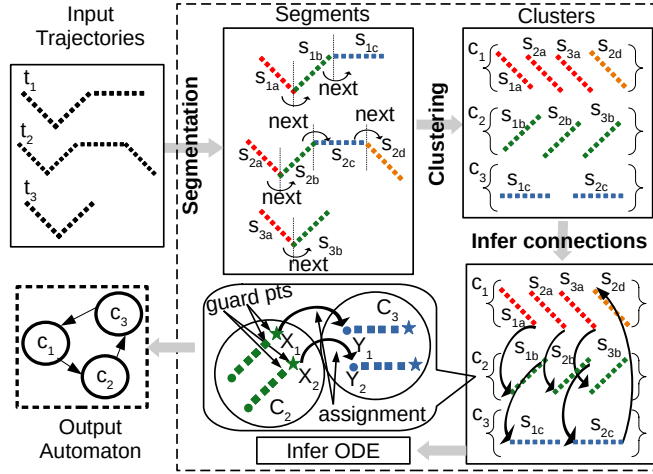 Input
Trajectories
t1
t2
t3
Segmentation
Segments
S1a
S1b
S1c
next
next
next
S2a
S2b
S2c
S2d
S3a
S3b
next
Clustering
Clusters
C1
S1a
S2a
S3a
S2d
C2
S1b
S2b
S3b
C3
S1c
S2c
Infer connections
C1
S1a
S2a
S3a
S2d
C2
S1b
S2b
S3b
C3
S1c
S2c
guard pts
X1
X2
C2
C3
Y1
Y2
assignment
Infer ODE
C1
C2
C3
Output
Automaton